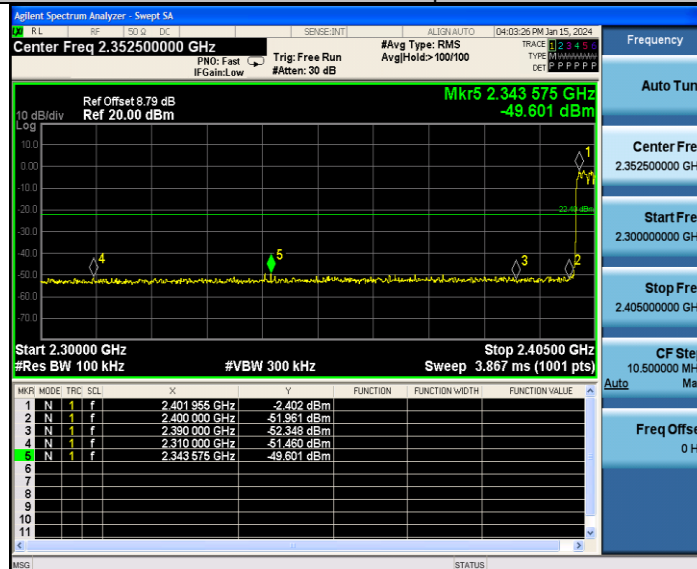 Agilent Spectrum Analyzer - Swept SA
RL RF 50 Ω DC SENSE:INT ALIGN AUTO 04:03:26 PM Jan 15, 2024
Center Freq 2.352500000 GHz #Avg Type: RMS TRACE 1 2 3 4 5 6
PNO: Fast Trig: Free Run Avg|Hold:>100/100 TYPE M
IFGain:Low #Atten: 30 dB DET P P P P P P
Mkr5 2.343 575 GHz
Ref Offset 8.79 dB -49.601 dBm
10 dB/div Ref 20.00 dBm
Log
10.0
0.00
-10.0
-20.0
-30.0
-40.0
-50.0
-60.0
-70.0
1
4
5
3
2
Start 2.30000 GHz Stop 2.40500 GHz
#Res BW 100 kHz #VBW 300 kHz Sweep 3.867 ms (1001 pts)
MKR MODE TRC SCL X Y FUNCTION FUNCTION WIDTH FUNCTION VALUE
1 N 1 f 2.401 955 GHz -2.402 dBm
2 N 1 f 2.400 000 GHz -51.961 dBm
3 N 1 f 2.390 000 GHz -52.348 dBm
4 N 1 f 2.310 000 GHz -51.460 dBm
5 N 1 f 2.343 575 GHz -49.601 dBm
6
7
8
9
10
11
MSG STATUS
Frequency
Auto Tun
Center Fre
2.352500000 GH
Start Fre
2.300000000 GH
Stop Fre
2.405000000 GH
CF Ste
10.500000 MH
Auto Ma
Freq Offse
0 H